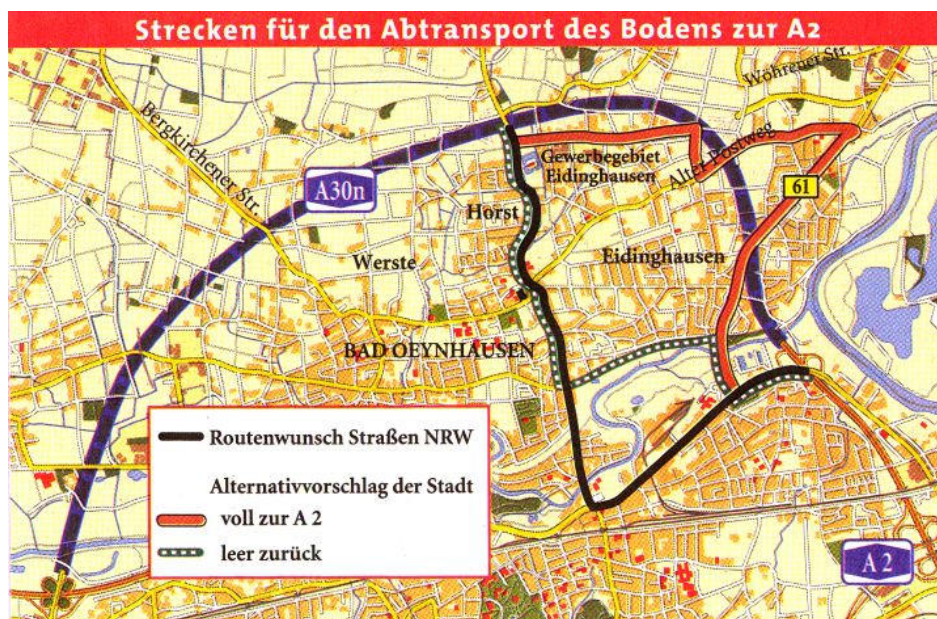 Strecken für den Abtransport des Bodens zur A2
Wöhrener Str.
Bergkirchener Str.
A30n
Gewerbegebiet
Eidinghausen
Alter Postweg
61
Horst
Werste
Eidinghausen
BAD OEYNHAUSEN
Routenwunsch Straßen NRW
Alternativvorschlag der Stadt
voll zur A 2
leer zurück
A 2